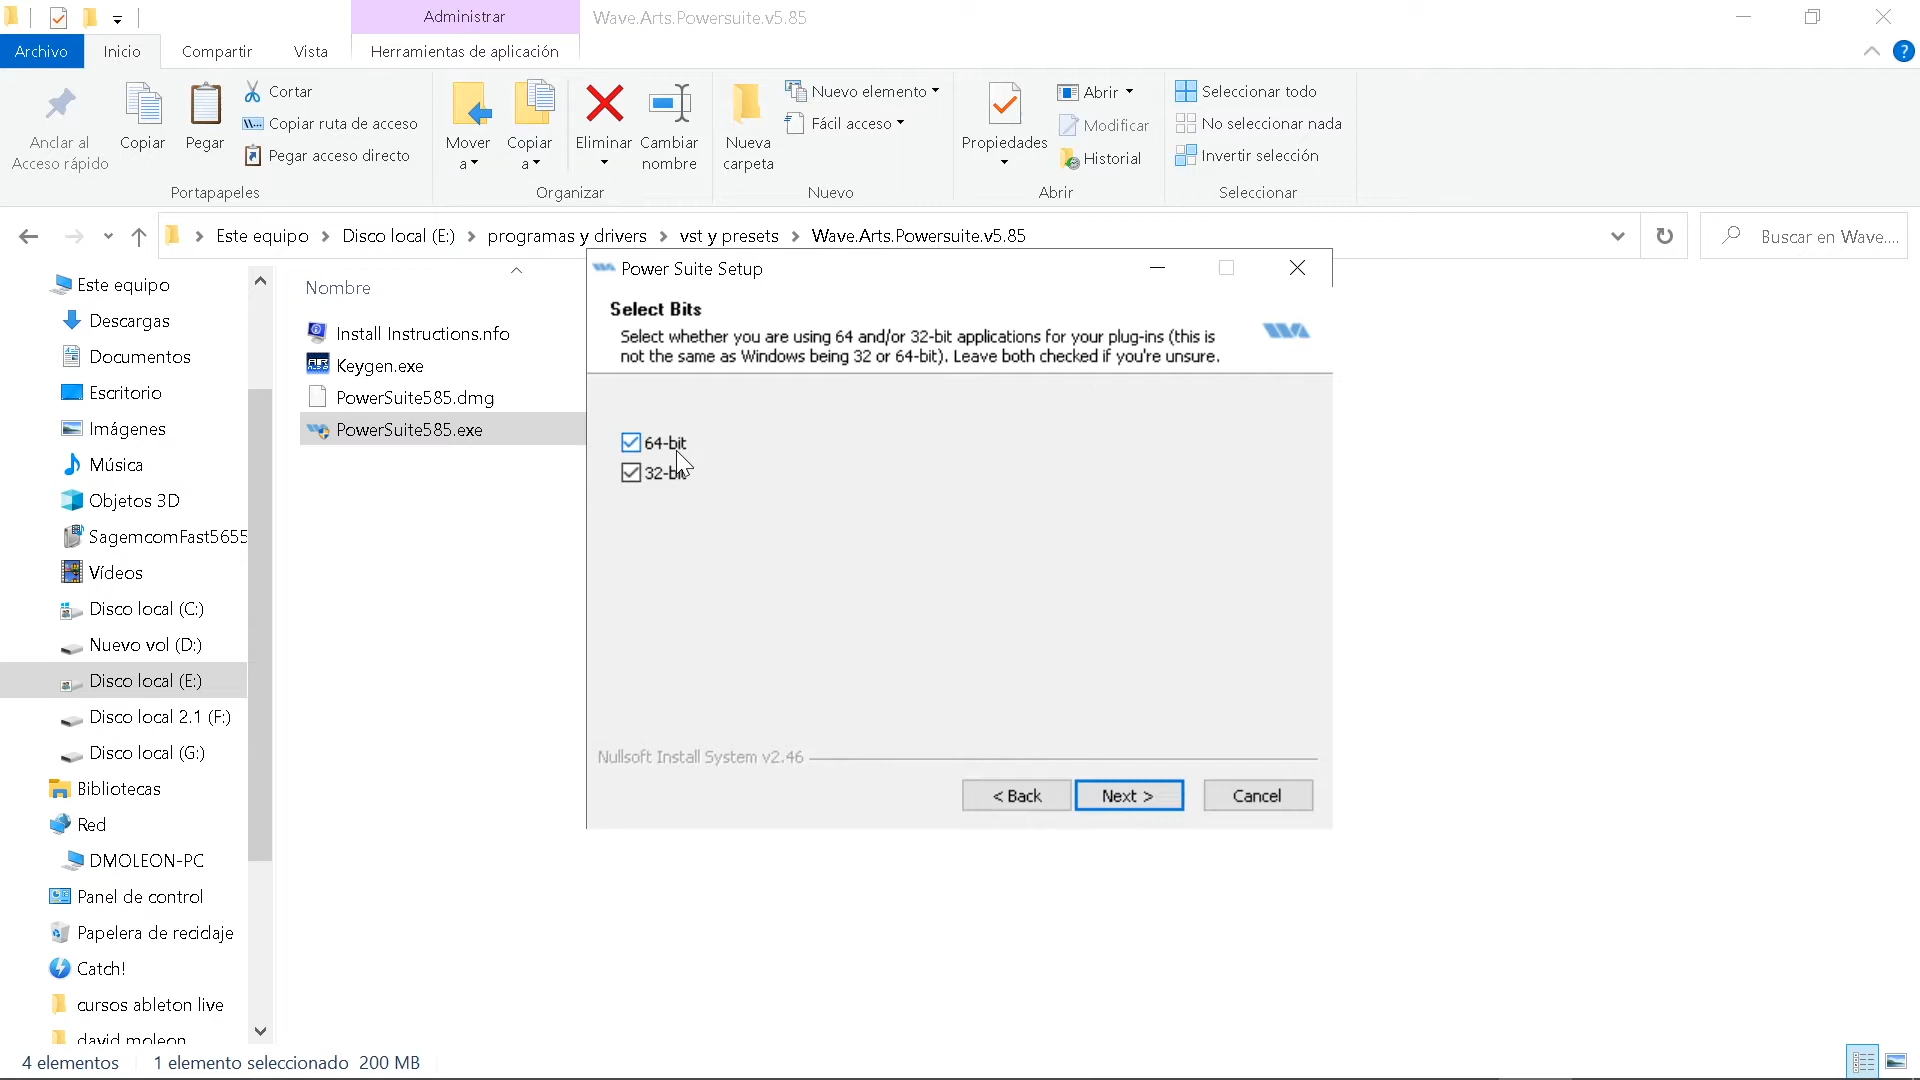 Administrar
Wave.Arts.Powersuite.v5.85
Archivo
Inicio
Compartir
Vista
Herramientas de aplicación
Anclar al
Acceso rápido
Copiar
Pegar
Cortar
Copiar ruta de acceso
Pegar acceso directo
Portapapeles
Mover
a
Copiar
a
Eliminar
Cambiar
nombre
Organizar
Nueva
carpeta
Nuevo elemento
Fácil acceso
Nuevo
Propiedades
Abrir
Modificar
Historial
Abrir
Seleccionar todo
No seleccionar nada
Invertir selección
Seleccionar
Este equipo
Disco local (E:)
programas y drivers
vst y presets
Wave.Arts.Powersuite.v5.85
Buscar en Wave....
Este equipo
Descargas
Documentos
Escritorio
Imágenes
Música
Objetos 3D
SagemcomFast5655
Vídeos
Disco local (C:)
Nuevo vol (D:)
Disco local (E:)
Disco local 2.1 (F:)
Disco local (G:)
Bibliotecas
Red
DMOLEON-PC
Panel de control
Papelera de reciclaje
Catch!
cursos ableton live
david moleon
Nombre
Install Instructions.nfo
Keygen.exe
PowerSuite585.dmg
PowerSuite585.exe
Power Suite Setup
Select Bits
Select whether you are using 64 and/or 32-bit applications for your plug-ins (this is
not the same as Windows being 32 or 64-bit). Leave both checked if you're unsure.
64-bit
32-bit
Nullsoft Install System v2.46
< Back
Next >
Cancel
4 elementos
1 elemento seleccionado 200 MB